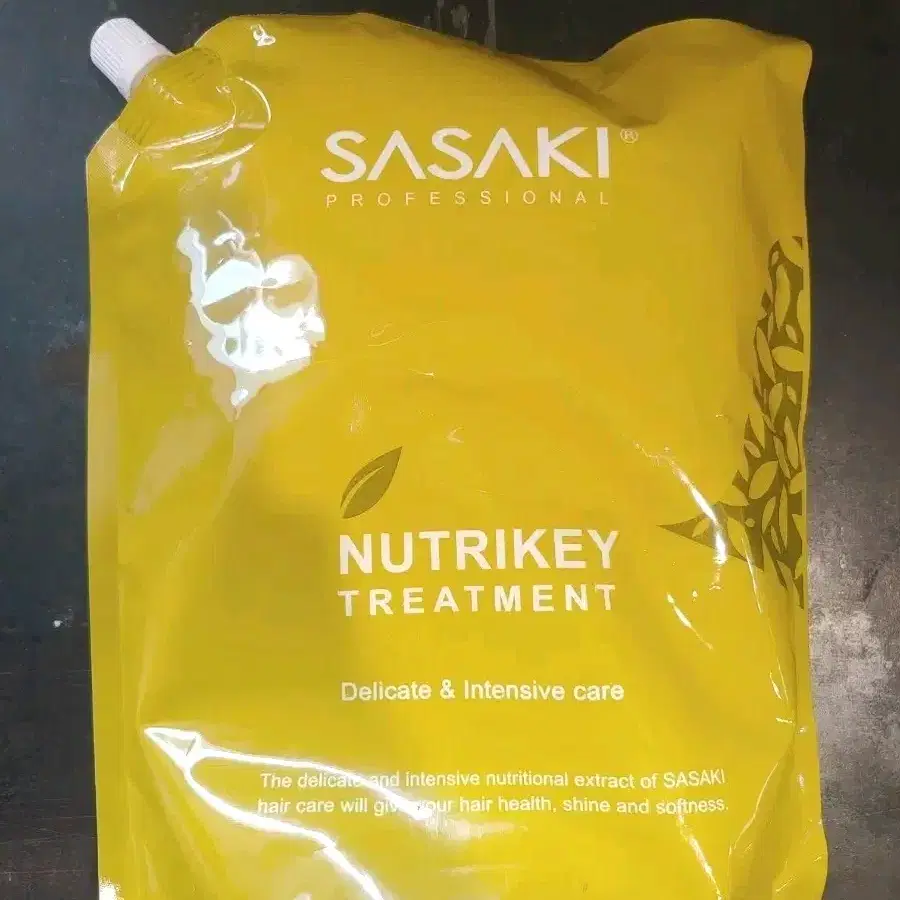 SASAKI®
PROFESSIONAL
NUTRIKEY
TREATMENT
Delicate & Intensive care
The delicate and intensive nutritional extract of SASAKI
hair care will give your hair health, shine and softness.